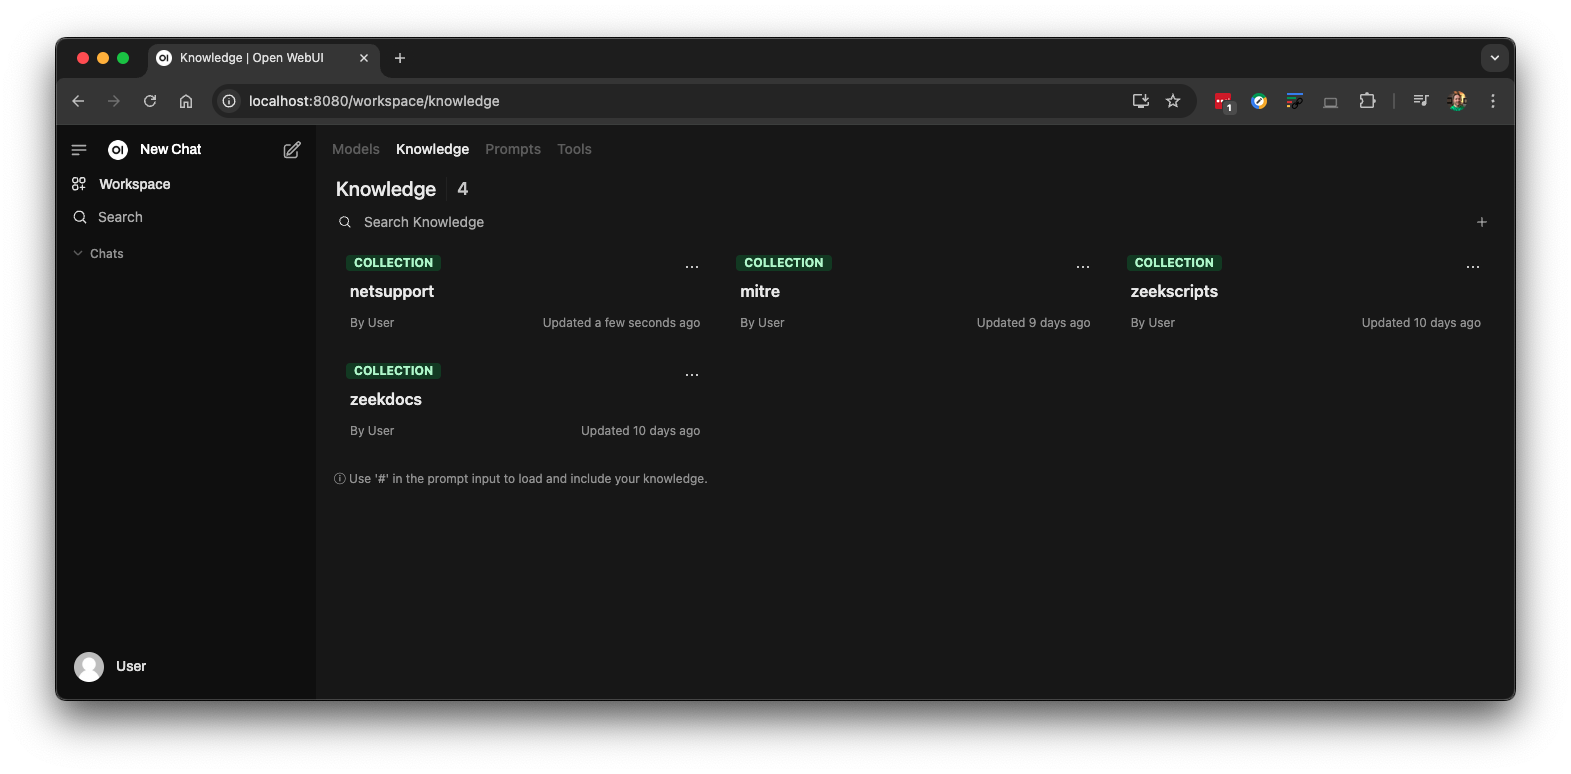 Knowledge | Open WebUI
localhost:8080/workspace/knowledge
1
OI New Chat
Workspace
Search
Chats
User
Models Knowledge Prompts Tools
Knowledge 4
Search Knowledge
COLLECTION ...
netsupport
By User Updated a few seconds ago
COLLECTION ...
mitre
By User Updated 9 days ago
COLLECTION ...
zeekscripts
By User Updated 10 days ago
COLLECTION ...
zeekdocs
By User Updated 10 days ago
Use '#' in the prompt input to load and include your knowledge.